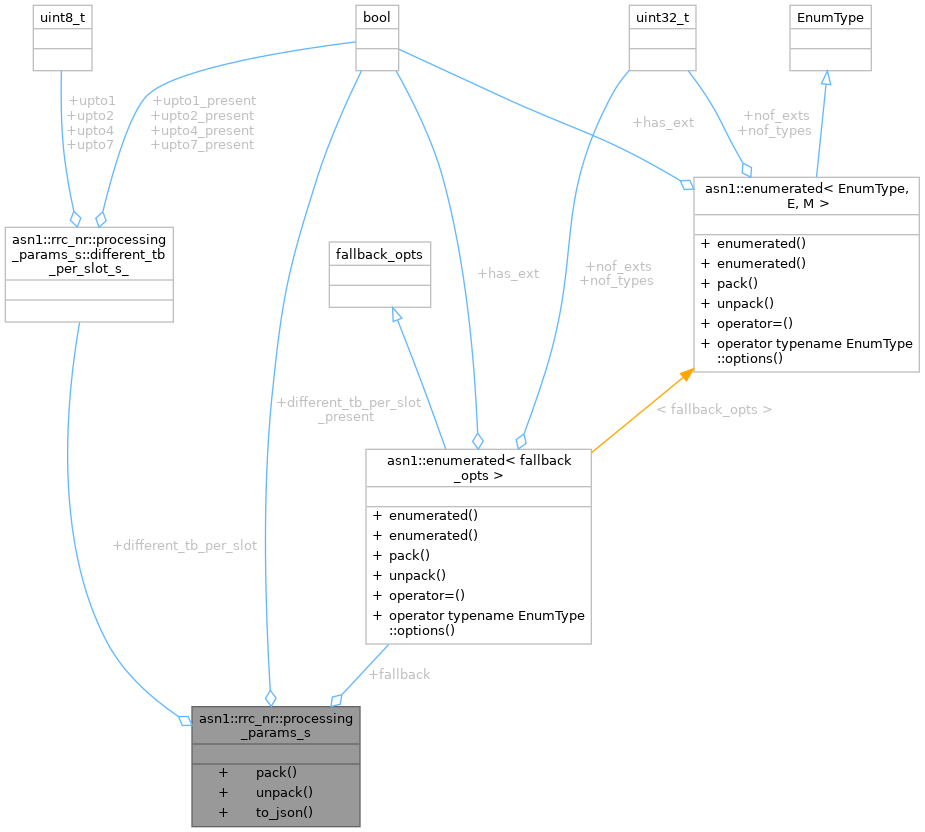 uint8_t
bool
uint32_t
EnumType
+upto1
+upto2
+upto4
+upto7
+upto1_present
+upto2_present
+upto4_present
+upto7_present
+has_ext
+nof_exts
+nof_types
asn1::enumerated< EnumType,
E, M >
+ enumerated()
+ enumerated()
+ pack()
+ unpack()
+ operator=()
+ operator typename EnumType
::options()
asn1::rrc_nr::processing
_params_s::different_tb
_per_slot_s_
fallback_opts
+has_ext
+nof_exts
+nof_types
+different_tb_per_slot
_present
< fallback_opts >
asn1::enumerated< fallback
_opts >
+ enumerated()
+ enumerated()
+ pack()
+ unpack()
+ operator=()
+ operator typename EnumType
::options()
+different_tb_per_slot
+fallback
asn1::rrc_nr::processing
_params_s
+ pack()
+ unpack()
+ to_json()